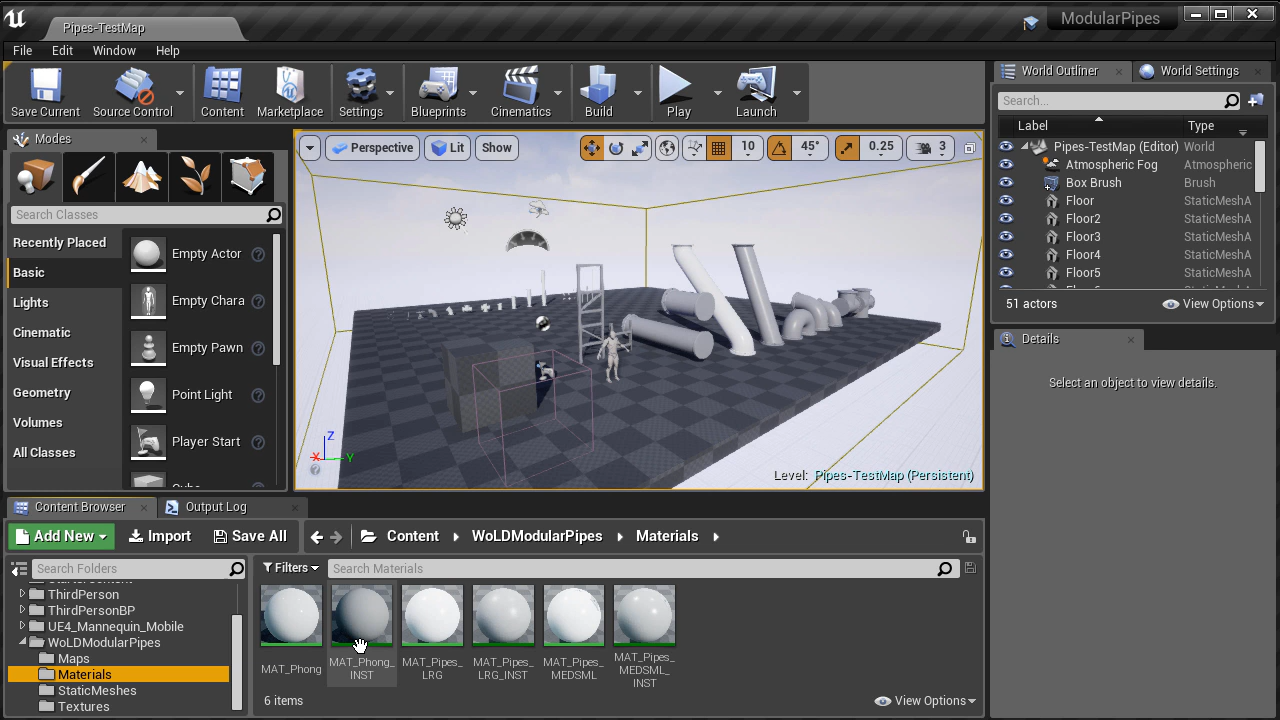 Pipes-TestMap
ModularPipes
File Edit Window Help
Save Current Source Control Content Marketplace Settings Blueprints Cinematics Build Play Launch
World Outliner World Settings
Search...
Label Type
Pipes-TestMap (Editor) World
Atmospheric Fog Atmospheric
Box Brush Brush
Floor StaticMeshA
Floor2 StaticMeshA
Floor3 StaticMeshA
Floor4 StaticMeshA
Floor5 StaticMeshA
51 actors View Options
Details
Select an object to view details.
Modes
Search Classes
Recently Placed
Basic
Lights
Cinematic
Visual Effects
Geometry
Volumes
All Classes
Empty Actor
Empty Chara
Empty Pawn
Point Light
Player Start
Perspective Lit Show 10 45° 0.25 3
Z
X Y
Level: Pipes-TestMap (Persistent)
Content Browser Output Log
Add New Import Save All Content WoLDModularPipes Materials
Search Folders
ThirdPerson
ThirdPersonBP
UE4_Mannequin_Mobile
WoLDModularPipes
Maps
Materials
StaticMeshes
Textures
Filters Search Materials
MAT_Phong
MAT_Phong_
INST
MAT_Pipes_
LRG
MAT_Pipes_
LRG_INST
MAT_Pipes_
MEDSML
MAT_Pipes_
MEDSML_
INST
6 items View Options